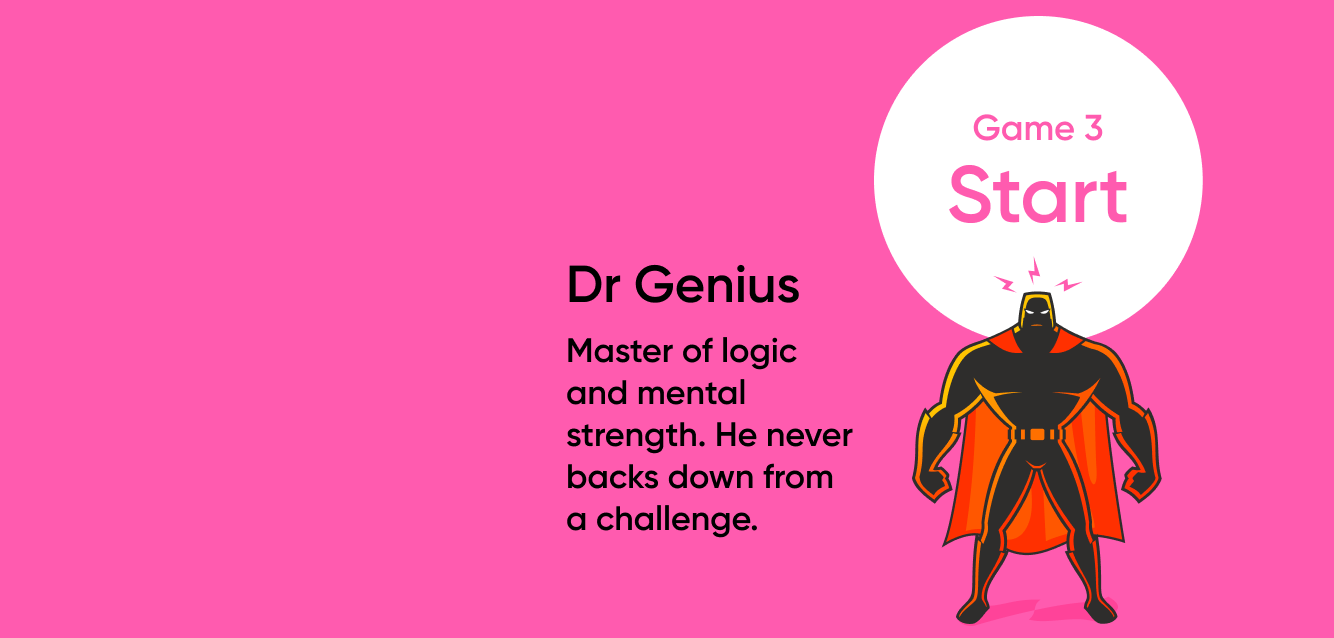 Game 3
Start
Dr Genius
Master of logic
and mental
strength. He never
backs down from
a challenge.